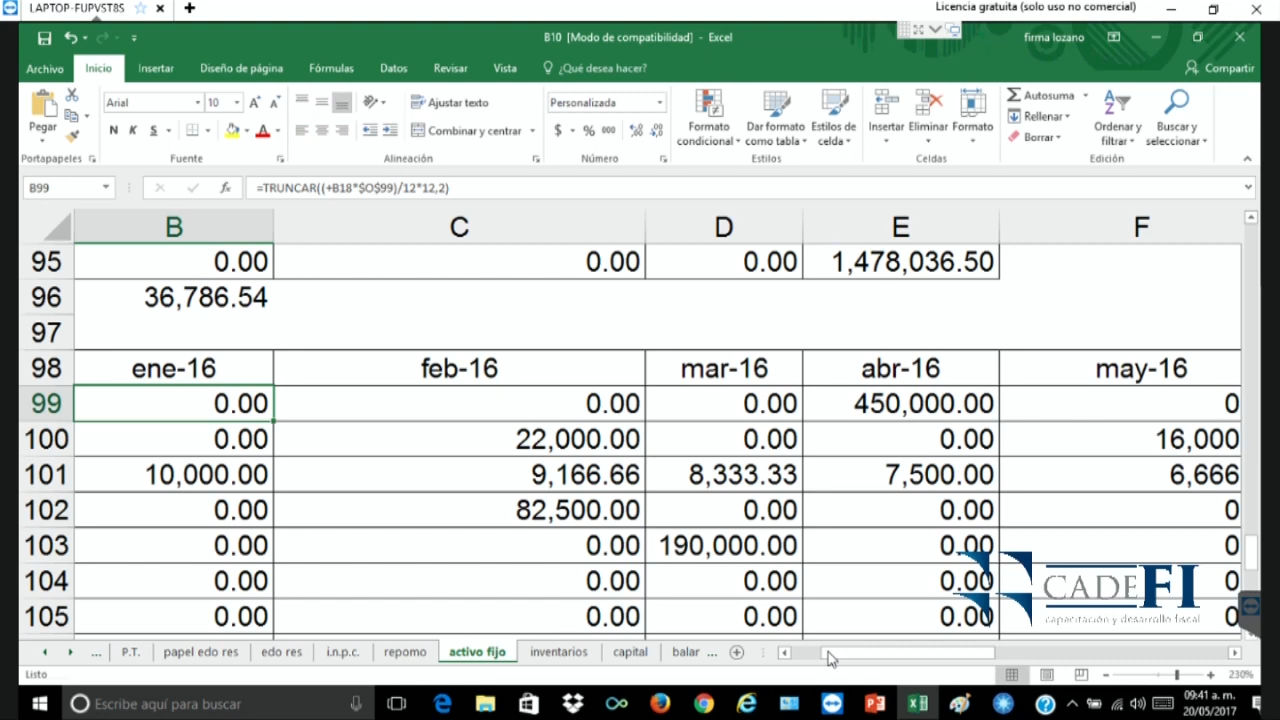 LAPTOP-FUPVST8S
Licencia gratuita (solo uso no comercial)
B10 [Modo de compatibilidad] - Excel
firma lozano
Archivo Inicio Insertar Diseño de página Fórmulas Datos Revisar Vista ¿Qué desea hacer? Compartir
Pegar
Arial 10
Ajustar texto
Personalizada
N K S
Combinar y centrar
$ % 000
Formato condicional
Dar formato como tabla
Estilos de celda
Insertar Eliminar Formato
Autosuma
Rellenar
Borrar
Ordenar y filtrar
Buscar y seleccionar
Portapapeles Fuente Alineación Número Estilos Celdas Edición
B99 fx =TRUNCAR((+B18*$O$99)/12*12,2)
B C D E F
95 0.00 0.00 0.00 1,478,036.50
96 36,786.54
97
98 ene-16 feb-16 mar-16 abr-16 may-16
99 0.00 0.00 0.00 450,000.00 0
100 0.00 22,000.00 0.00 0.00 16,000
101 10,000.00 9,166.66 8,333.33 7,500.00 6,666
102 0.00 82,500.00 0.00 0.00 0
103 0.00 0.00 190,000.00 0.00 0
104 0.00 0.00 0.00 0.00 0
105 0.00 0.00 0.00 0.00 0
CADEFI
capacitación y desarrollo fiscal
... P.T. papel edo res edo res i.n.p.c. repomo activo fijo inventarios capital balar ...
Listo
230%
Escribe aquí para buscar
09:41 a. m.
20/05/2017